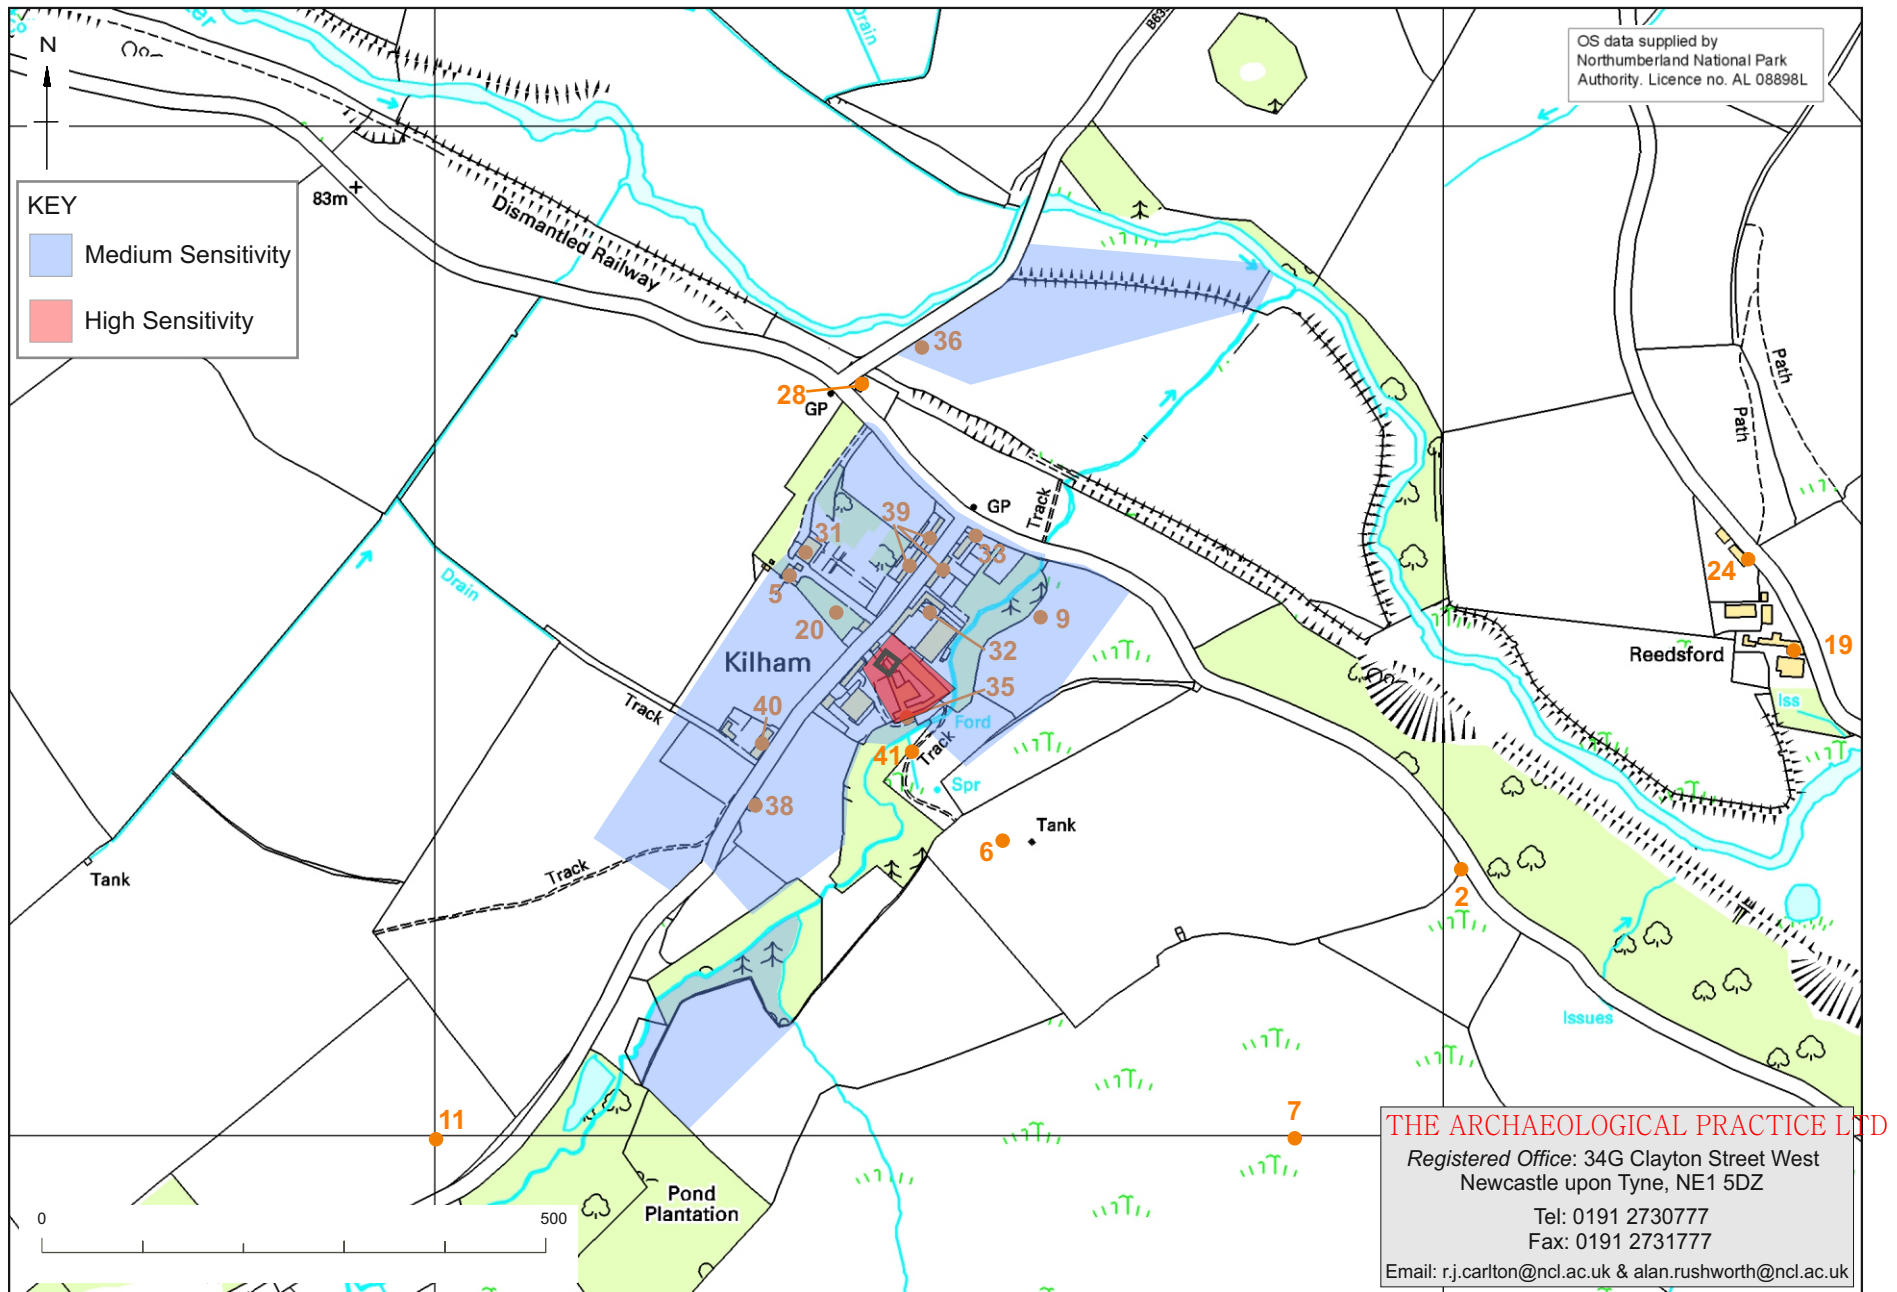 OS data supplied by
Northumberland National Park
Authority. Licence no. AL 08898L
N
Drain
KEY
Medium Sensitivity
High Sensitivity
83m
Dismantled Railway
36
28
GP
GP
Track
Path
Path
39
31
33
5
20
9
24
Drain
Kilham
32
Reedsford
19
35
Iss
Track
40
Ford
41
Track
Spr
38
6
Tank
Track
Tank
2
Issues
11
7
Pond
Plantation
0
500
THE ARCHAEOLOGICAL PRACTICE LTD
Registered Office: 34G Clayton Street West
Newcastle upon Tyne, NE1 5DZ
Tel: 0191 2730777
Fax: 0191 2731777
Email: r.j.carlton@ncl.ac.uk & alan.rushworth@ncl.ac.uk